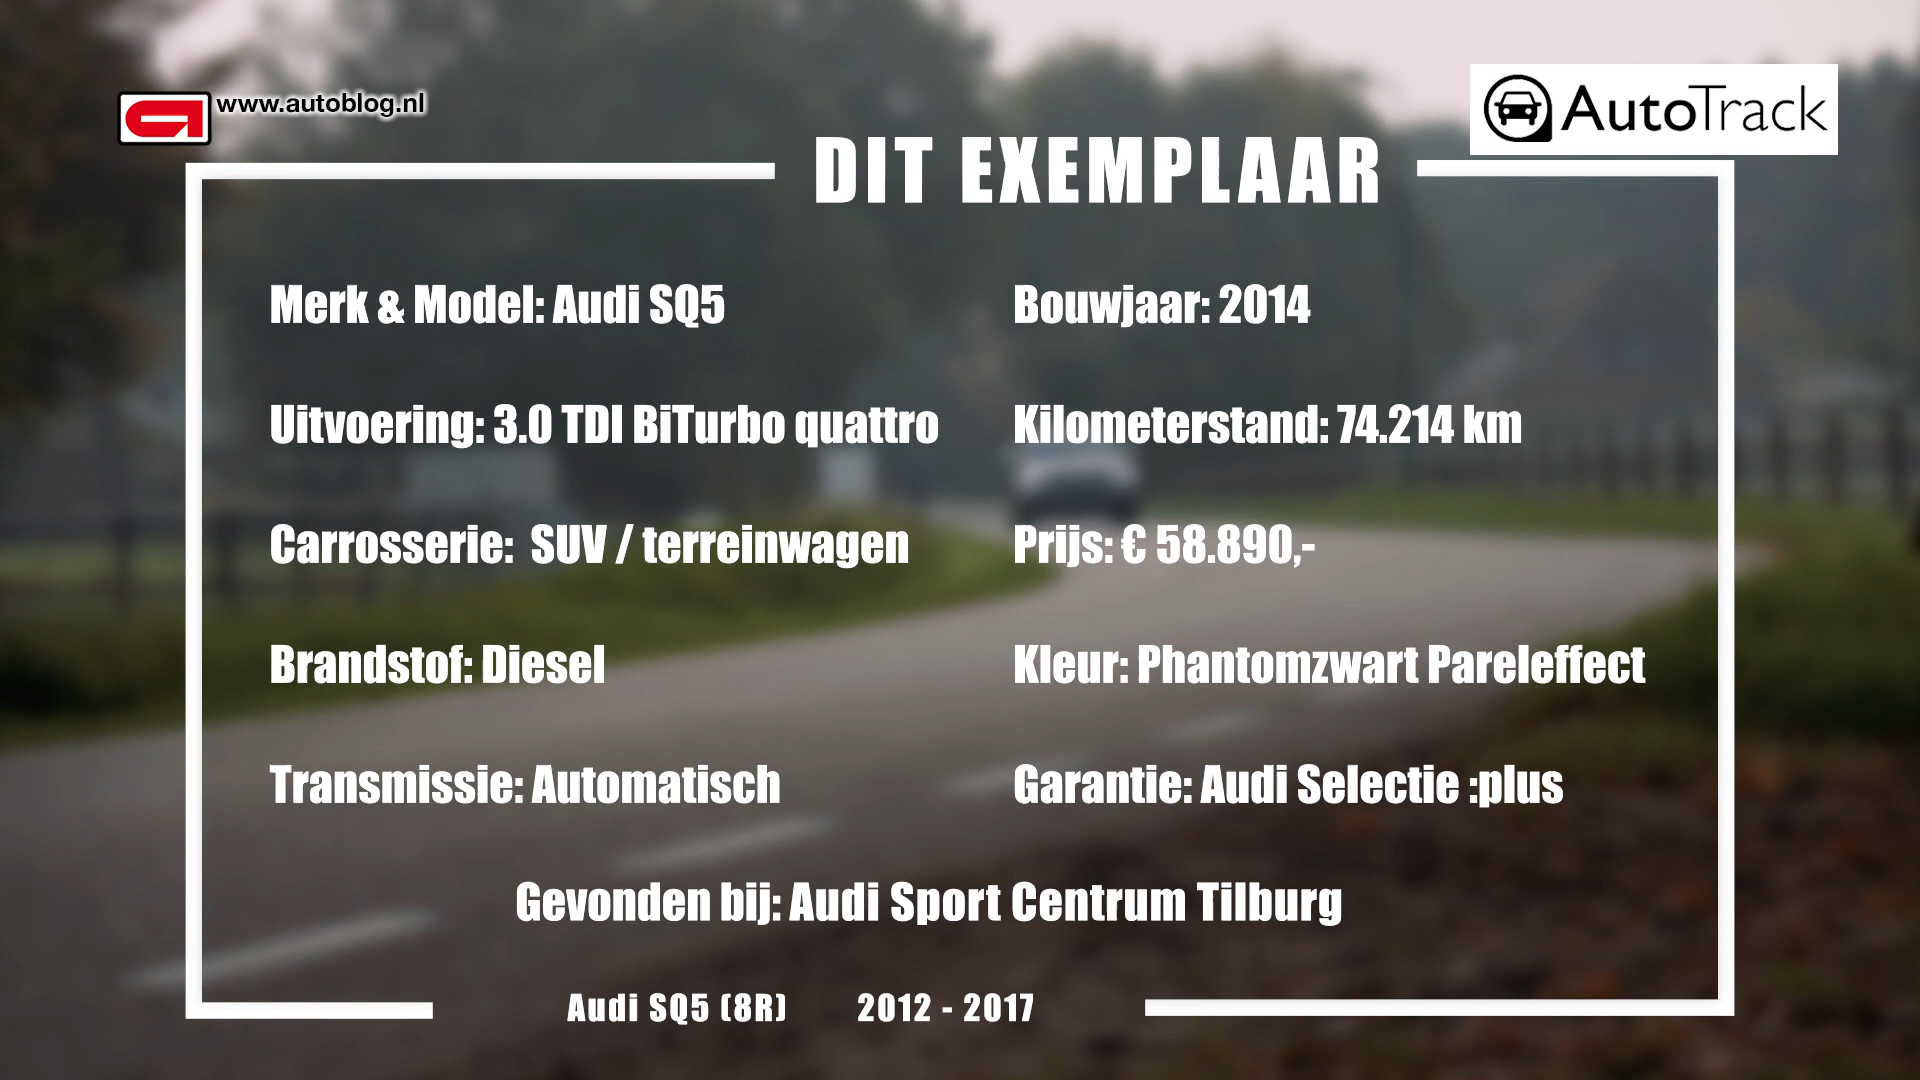 www.autoblog.nl
AutoTrack
DIT EXEMPLAAR
Merk & Model: Audi SQ5
Bouwjaar: 2014
Uitvoering: 3.0 TDI BiTurbo quattro
Kilometerstand: 74.214 km
Carrosserie: SUV / terreinwagen
Prijs: € 58.890,-
Brandstof: Diesel
Kleur: Phantomzwart Pareleffect
Transmissie: Automatisch
Garantie: Audi Selectie :plus
Gevonden bij: Audi Sport Centrum Tilburg
Audi SQ5 (8R) 2012 - 2017